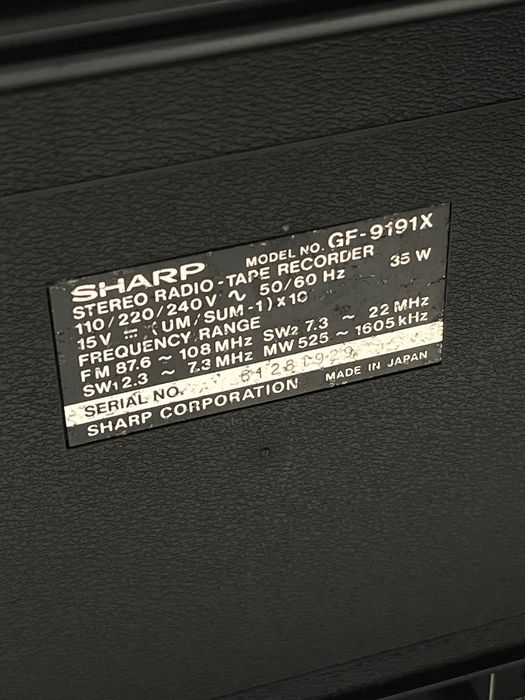 SHARP MODEL NO. GF-9191X
STEREO RADIO-TAPE RECORDER
110/220/240V ~ 50/60 Hz 35 W
15V ⎓ (UM/SUM-1) x 10
FREQUENCY RANGE
FM 87.6 ~ 108 MHz SW2 7.3 ~ 22 MHz
SW1 2.3 ~ 7.3 MHz MW 525 ~ 1605 kHz
SERIAL NO.
SHARP CORPORATION MADE IN JAPAN